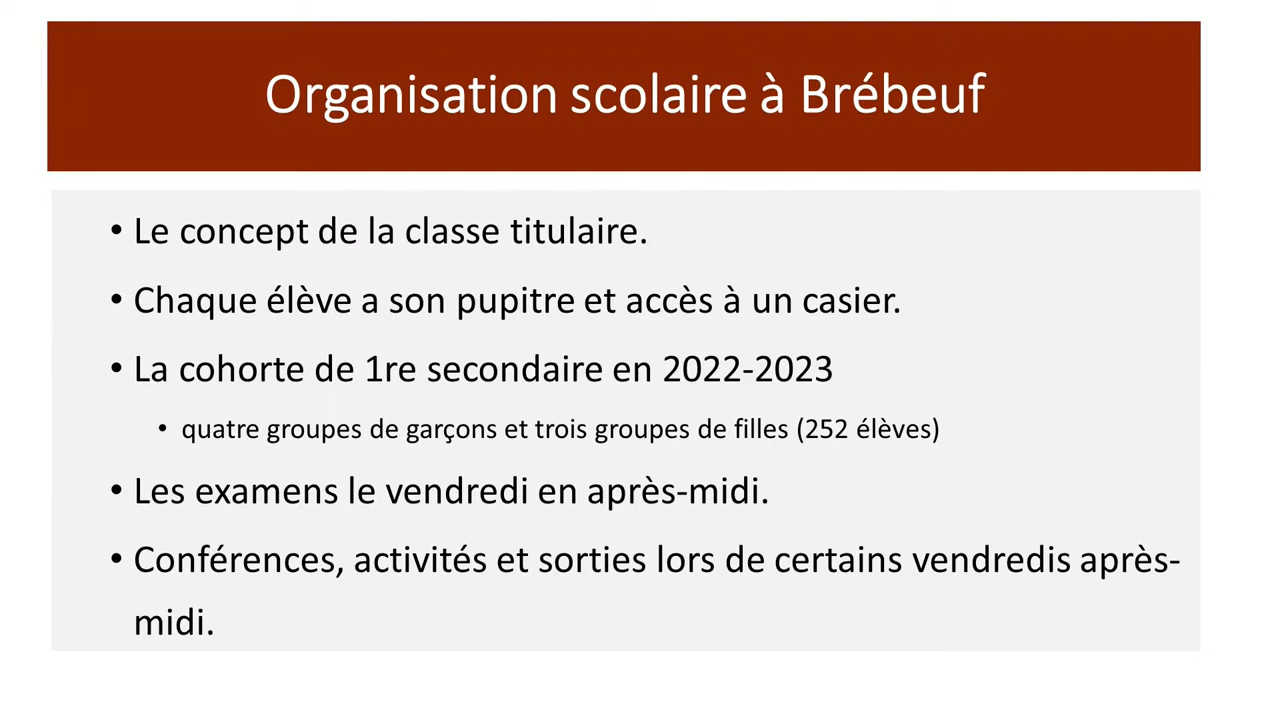 Organisation scolaire à Brébeuf
• Le concept de la classe titulaire.
• Chaque élève a son pupitre et accès à un casier.
• La cohorte de 1re secondaire en 2022-2023
• quatre groupes de garçons et trois groupes de filles (252 élèves)
• Les examens le vendredi en après-midi.
• Conférences, activités et sorties lors de certains vendredis après-
midi.